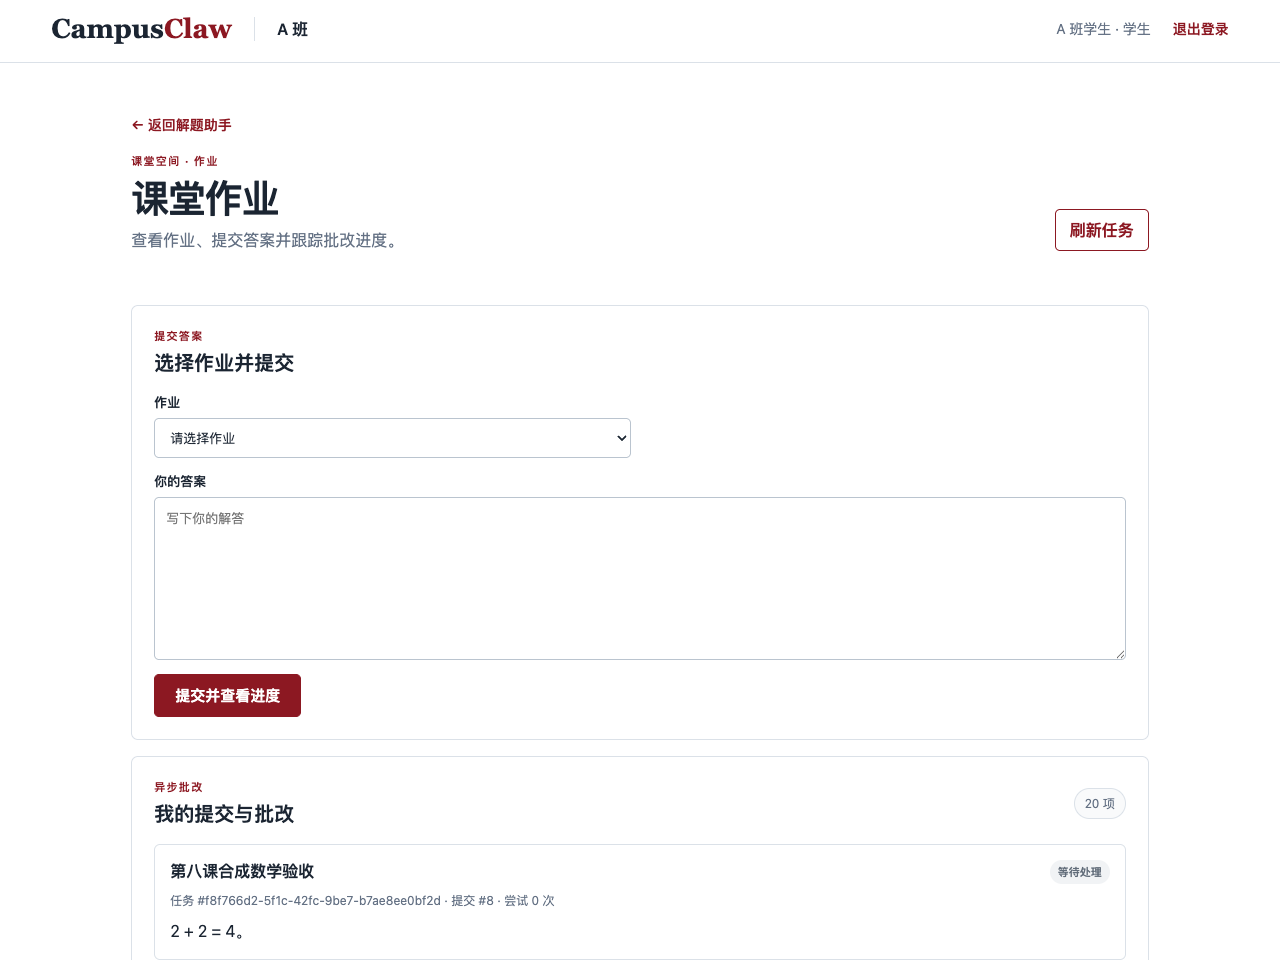 CampusClaw
A 班
A 班学生 · 学生
退出登录
← 返回解题助手
课堂空间 · 作业
课堂作业
查看作业、提交答案并跟踪批改进度。
刷新任务
提交答案
选择作业并提交
作业
请选择作业
你的答案
写下你的解答
提交并查看进度
异步批改
我的提交与批改
20 项
第八课合成数学验收
等待处理
任务 #f8f766d2-5f1c-42fc-9be7-b7ae8ee0bf2d · 提交 #8 · 尝试 0 次
2 + 2 = 4。